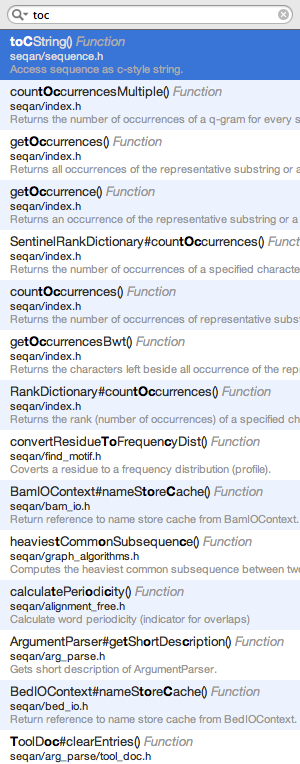 toc
toCString() Function
seqan/sequence.h
Access sequence as c-style string.
countOccurrencesMultiple() Function
seqan/index.h
Returns the number of occurrences of a q-gram for every s
getOccurrences() Function
seqan/index.h
Returns all occurrences of the representative substring or a
getOccurrence() Function
seqan/index.h
Returns an occurrence of the representative substring or a
SentinelRankDictionary#countOccurrences() Functi
seqan/index.h
Returns the number of occurrences of a specified characte
countOccurrences() Function
seqan/index.h
Returns the number of occurrences of representative subst
getOccurrencesBwt() Function
seqan/index.h
Returns the characters left beside all occurrence of the rep
RankDictionary#countOccurrences() Function
seqan/index.h
Returns the rank (number of occurrences) of a specified ch
convertResidueToFrequencyDist() Function
seqan/find_motif.h
Coverts a residue to a frequency distribution (profile).
BamIOContext#nameStoreCache() Function
seqan/bam_io.h
Return reference to name store cache from BamIOContext.
heaviestCommonSubsequence() Function
seqan/graph_algorithms.h
Computes the heaviest common subsequence between two
calculatePeriodicity() Function
seqan/alignment_free.h
Calculate word periodicity (indicator for overlaps)
ArgumentParser#getShortDescription() Function
seqan/arg_parse.h
Gets short description of ArgumentParser.
BedIOContext#nameStoreCache() Function
seqan/bed_io.h
Return reference to name store cache from BedIOContext.
ToolDoc#clearEntries() Function
seqan/arg_parse/tool_doc.h